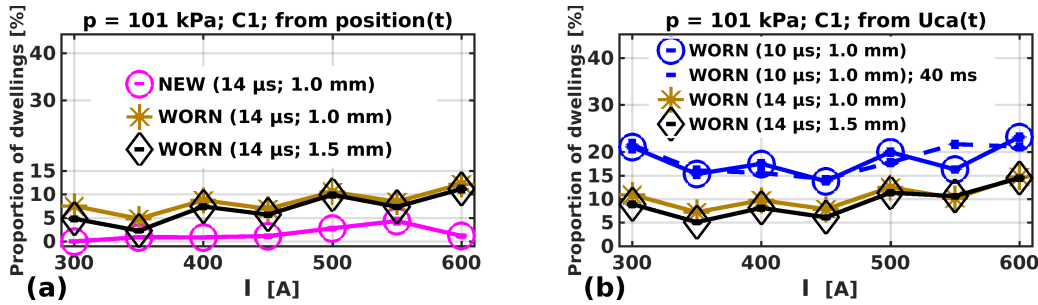 p = 101 kPa; C1; from position(t)
Proportion of dwellings [%]
40
30
15
10
5
0
NEW (14 µs; 1.0 mm)
WORN (14 µs; 1.0 mm)
WORN (14 µs; 1.5 mm)
300 400 500 600
I [A]
(a)
p = 101 kPa; C1; from Uca(t)
Proportion of dwellings [%]
40
30
20
15
10
5
0
WORN (10 µs; 1.0 mm)
WORN (10 µs; 1.0 mm); 40 ms
WORN (14 µs; 1.0 mm)
WORN (14 µs; 1.5 mm)
300 400 500 600
I [A]
(b)